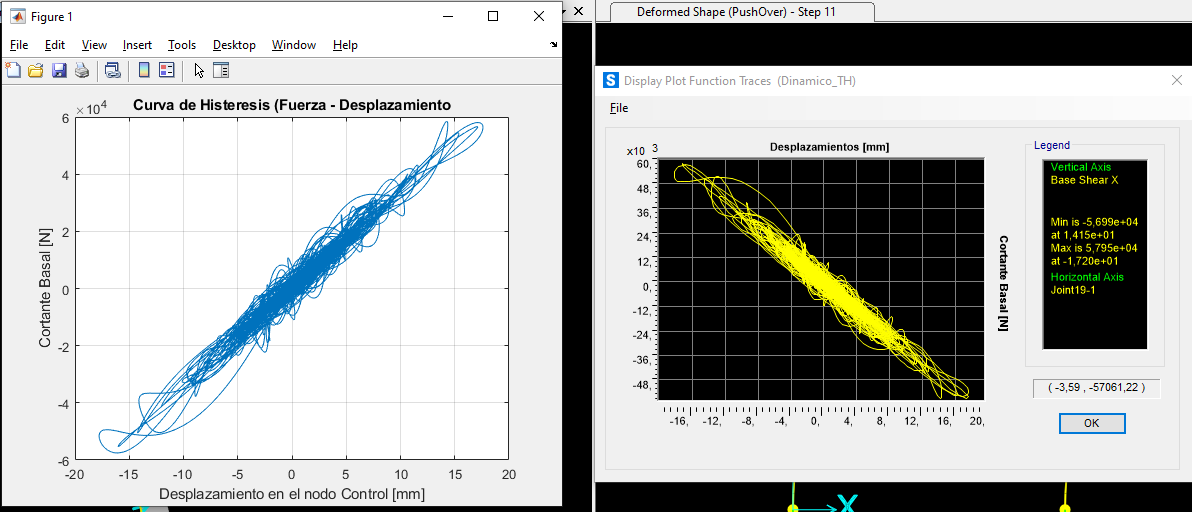 Figure 1
File Edit View Insert Tools Desktop Window Help
Curva de Histeresis (Fuerza - Desplazamiento
×10^4
6
4
2
0
-2
-4
-6
Cortante Basal [N]
-20 -15 -10 -5 0 5 10 15 20
Desplazamiento en el nodo Control [mm]
Deformed Shape (PushOver) - Step 11
S Display Plot Function Traces (Dinamico_TH)
File
Desplazamientos [mm]
x10 3
60,
48,
36,
24,
12,
0,
-12,
-24,
-36,
-48,
-16, -12, -8, -4, 0, 4, 8, 12, 16, 20,
Cortante Basal [N]
Legend
Vertical Axis
Base Shear X
Min is -5,699e+04
at 1,415e+01
Max is 5,795e+04
at -1,720e+01
Horizontal Axis
Joint19-1
( -3,59 , -57061,22 )
OK
X